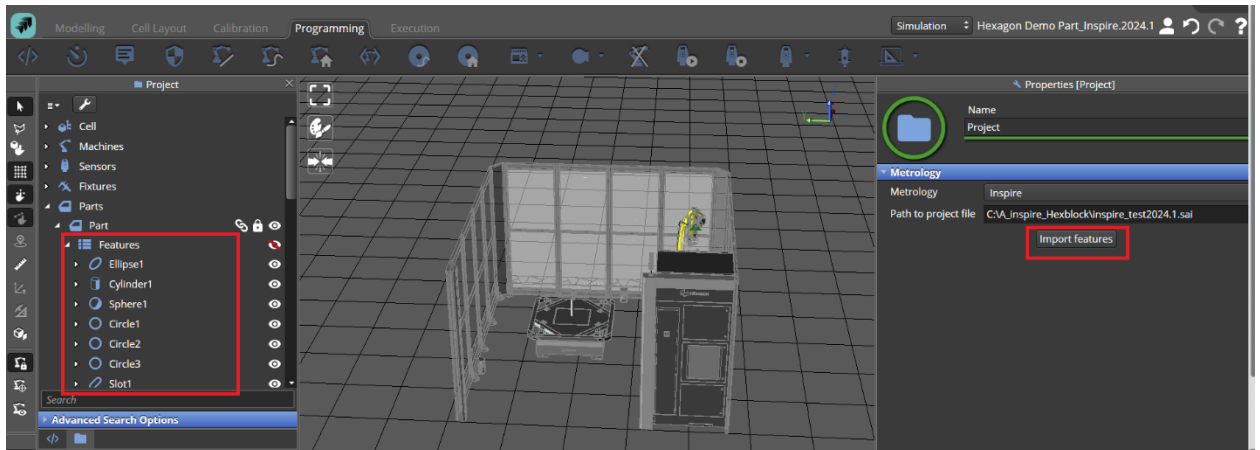 Modelling Cell Layout Calibration Programming Execution Simulation Hexagon Demo Part_Inspire.2024.1 ?
Project
Properties [Project]
Name
Project
Cell
Machines
Sensors
Fixtures
Parts
Part
Features
Ellipse1
Cylinder1
Sphere1
Circle1
Circle2
Circle3
Slot1
Search
Advanced Search Options
Metrology
Metrology Inspire
Path to project file C:\A_inspire_Hexblock\inspire_test2024.1.sai
Import features